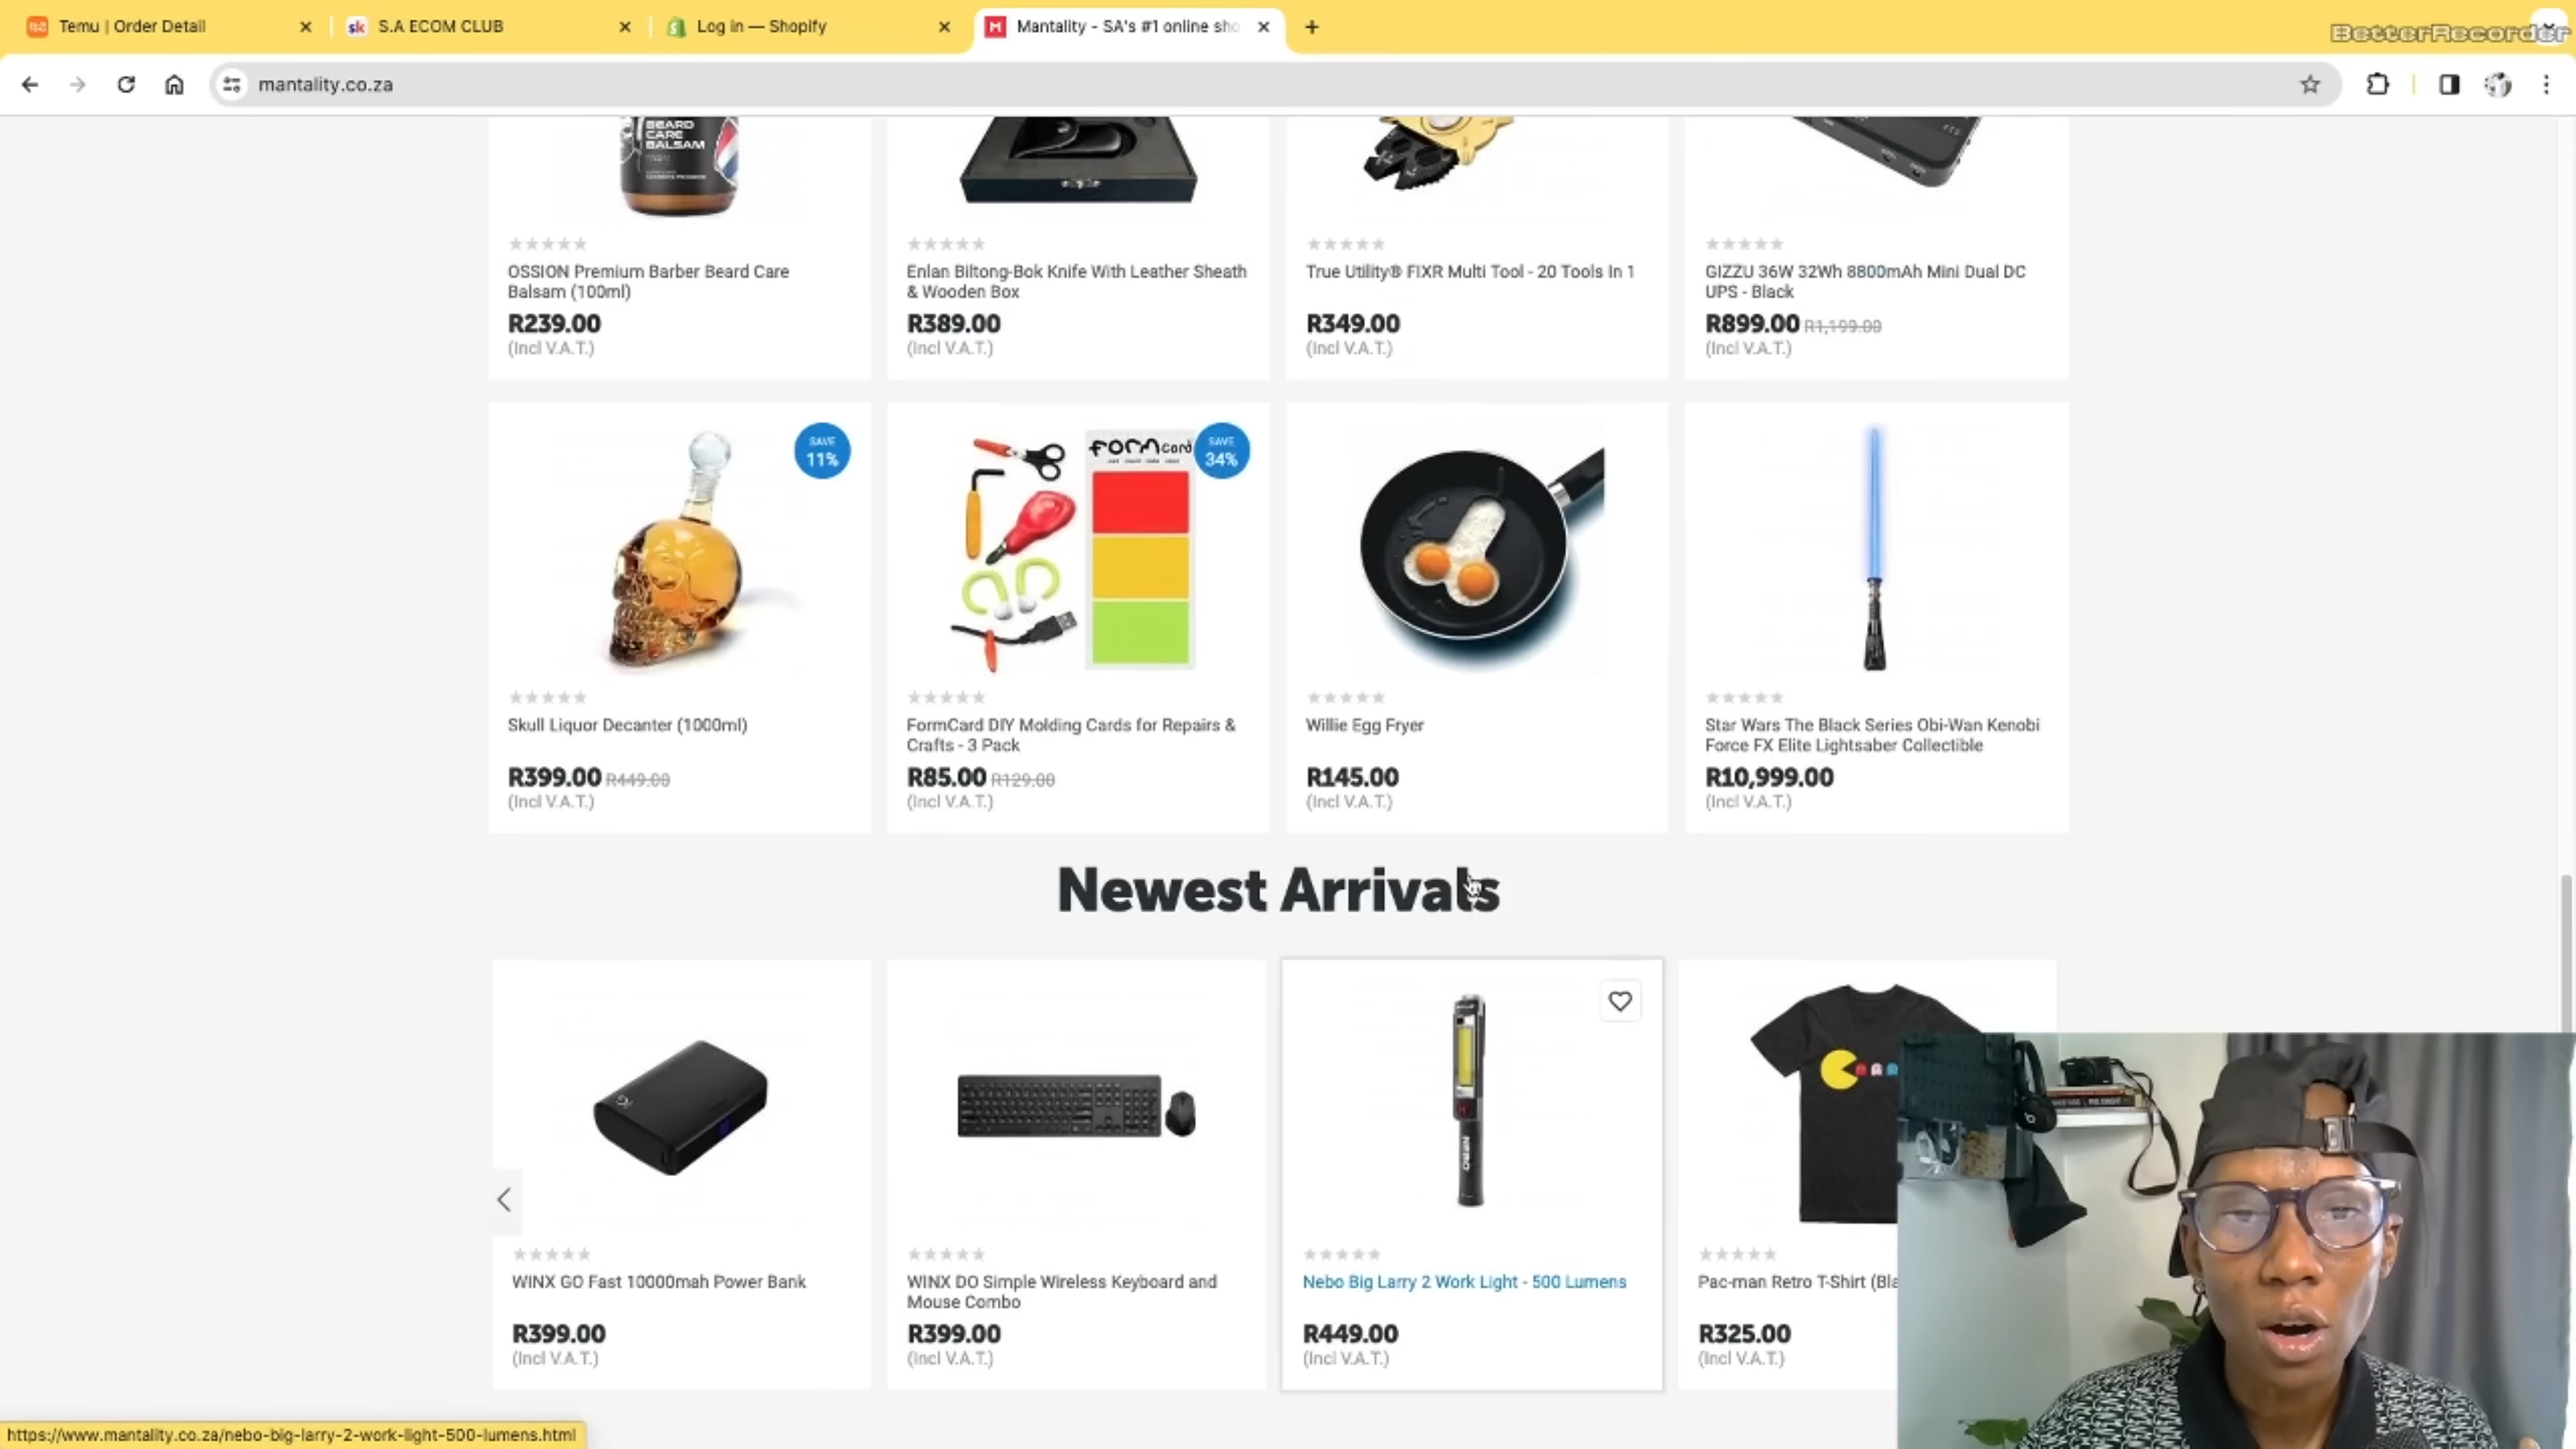 Temu | Order Detail
S.A ECOM CLUB
Log in — Shopify
Mantality - SA's #1 online sho
BetterRecorder
mantality.co.za
BEARD
CARE
BALSAM
OSSION Premium Barber Beard Care
Balsam (100ml)
R239.00
(Incl V.A.T.)
Enlan Biltong-Bok Knife With Leather Sheath
& Wooden Box
R389.00
(Incl V.A.T.)
True Utility® FIXR Multi Tool - 20 Tools In 1
R349.00
(Incl V.A.T.)
GIZZU 36W 32Wh 8800mAh Mini Dual DC
UPS - Black
R899.00 R1,199.00
(Incl V.A.T.)
SAVE
11%
Skull Liquor Decanter (1000ml)
R399.00 R449.00
(Incl V.A.T.)
formcard
SAVE
34%
FormCard DIY Molding Cards for Repairs &
Crafts - 3 Pack
R85.00 R129.00
(Incl V.A.T.)
Willie Egg Fryer
R145.00
(Incl V.A.T.)
Star Wars The Black Series Obi-Wan Kenobi
Force FX Elite Lightsaber Collectible
R10,999.00
(Incl V.A.T.)
Newest Arrivals
WINX GO Fast 10000mah Power Bank
R399.00
(Incl V.A.T.)
WINX DO Simple Wireless Keyboard and
Mouse Combo
R399.00
(Incl V.A.T.)
NEBO
Nebo Big Larry 2 Work Light - 500 Lumens
R449.00
(Incl V.A.T.)
Pac-man Retro T-Shirt (Bla
R325.00
(Incl V.A.T.)
https://www.mantality.co.za/nebo-big-larry-2-work-light-500-lumens.html